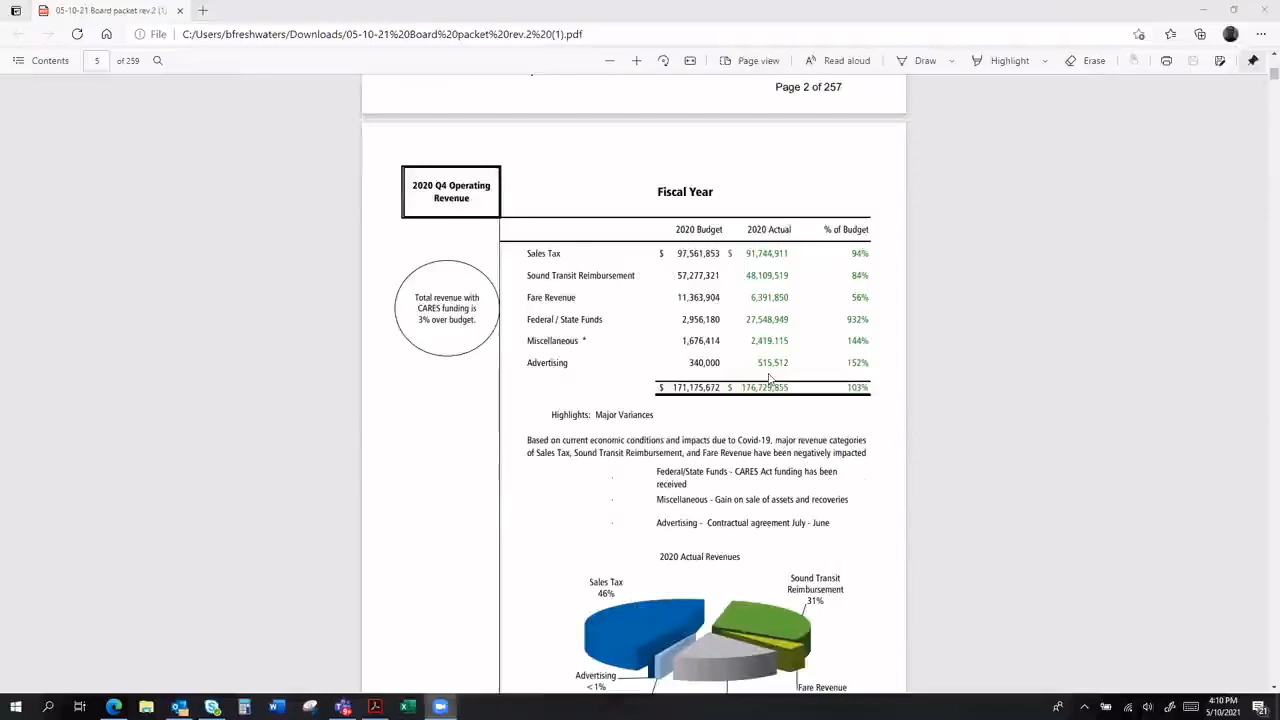 05-10-21 Board packet rev.2 (1).p
File C:/Users/bfreshwaters/Downloads/05-10-21%20Board%20packet%20rev.2%20(1).pdf
Contents 5 of 259 Page view Read aloud Draw Highlight Erase
Page 2 of 257
2020 Q4 Operating
Revenue
Fiscal Year
2020 Budget 2020 Actual % of Budget
Sales Tax $ 97,561,853 $ 91,744,911 94%
Sound Transit Reimbursement 57,277,321 48,109,519 84%
Fare Revenue 11,363,904 6,391,850 56%
Federal / State Funds 2,956,180 27,548,949 932%
Miscellaneous * 1,676,414 2,419.115 144%
Advertising 340,000 515,512 152%
$ 171,175,672 $ 176,729,855 103%
Total revenue with
CARES funding is
3% over budget.
Highlights: Major Variances
Based on current economic conditions and impacts due to Covid-19, major revenue categories
of Sales Tax, Sound Transit Reimbursement, and Fare Revenue have been negatively impacted
Federal/State Funds - CARES Act funding has been
received
Miscellaneous - Gain on sale of assets and recoveries
Advertising - Contractual agreement July - June
2020 Actual Revenues
Sales Tax
46%
Sound Transit
Reimbursement
31%
Advertising
<1%
Fare Revenue
4:10 PM
5/10/2021